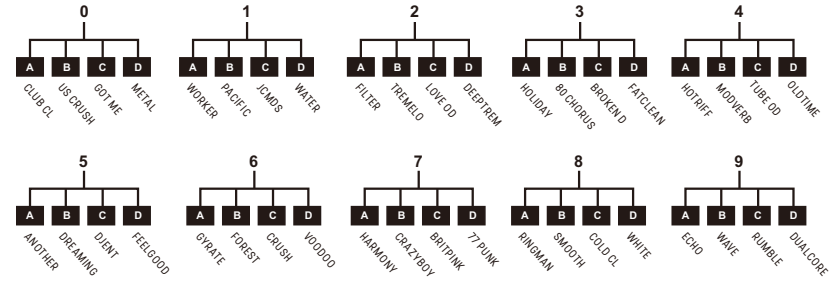 0 1 2 3 4
A B C D A B C D A B C D A B C D A B C D
CLUB CL US CRUSH GOT ME METAL WORKER PACIFIC JCMDS WATER FILTER TREMELO LOVE OD DEEPTREM HOLIDAY 80 CHORUS BROKEN D FATCLEAN HOT RIFF MODVERB TUBE OD OLDTIME
5 6 7 8 9
A B C D A B C D A B C D A B C D A B C D
ANOTHER DREAMING DJENT FEELGOOD GYRATE FOREST CRUSH VOODOO HARMONY CRAZYBOY BRITPINK 77 PUNK RINGMAN SMOOTH COLD CL WHITE ECHO WAVE RUMBLE DUALCORE